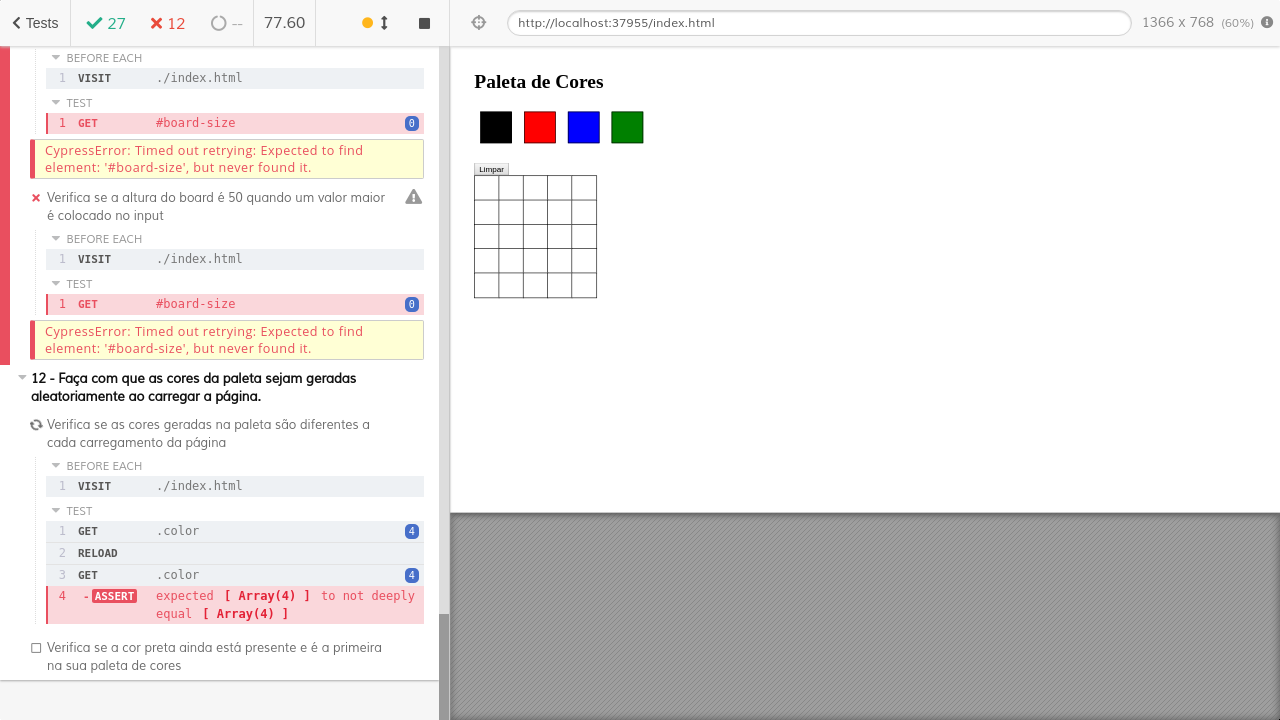 Tests 27 12 -- 77.60
http://localhost:37955/index.html 1366 x 768 (60%)
BEFORE EACH
1 VISIT ./index.html
TEST
1 GET #board-size 0
CypressError: Timed out retrying: Expected to find
element: '#board-size', but never found it.
Verifica se a altura do board é 50 quando um valor maior
é colocado no input
BEFORE EACH
1 VISIT ./index.html
TEST
1 GET #board-size 0
CypressError: Timed out retrying: Expected to find
element: '#board-size', but never found it.
12 - Faça com que as cores da paleta sejam geradas
aleatoriamente ao carregar a página.
Verifica se as cores geradas na paleta são diferentes a
cada carregamento da página
BEFORE EACH
1 VISIT ./index.html
TEST
1 GET .color 4
2 RELOAD
3 GET .color 4
4 -ASSERT expected [ Array(4) ] to not deeply
equal [ Array(4) ]
Verifica se a cor preta ainda está presente e é a primeira
na sua paleta de cores
Paleta de Cores
Limpar